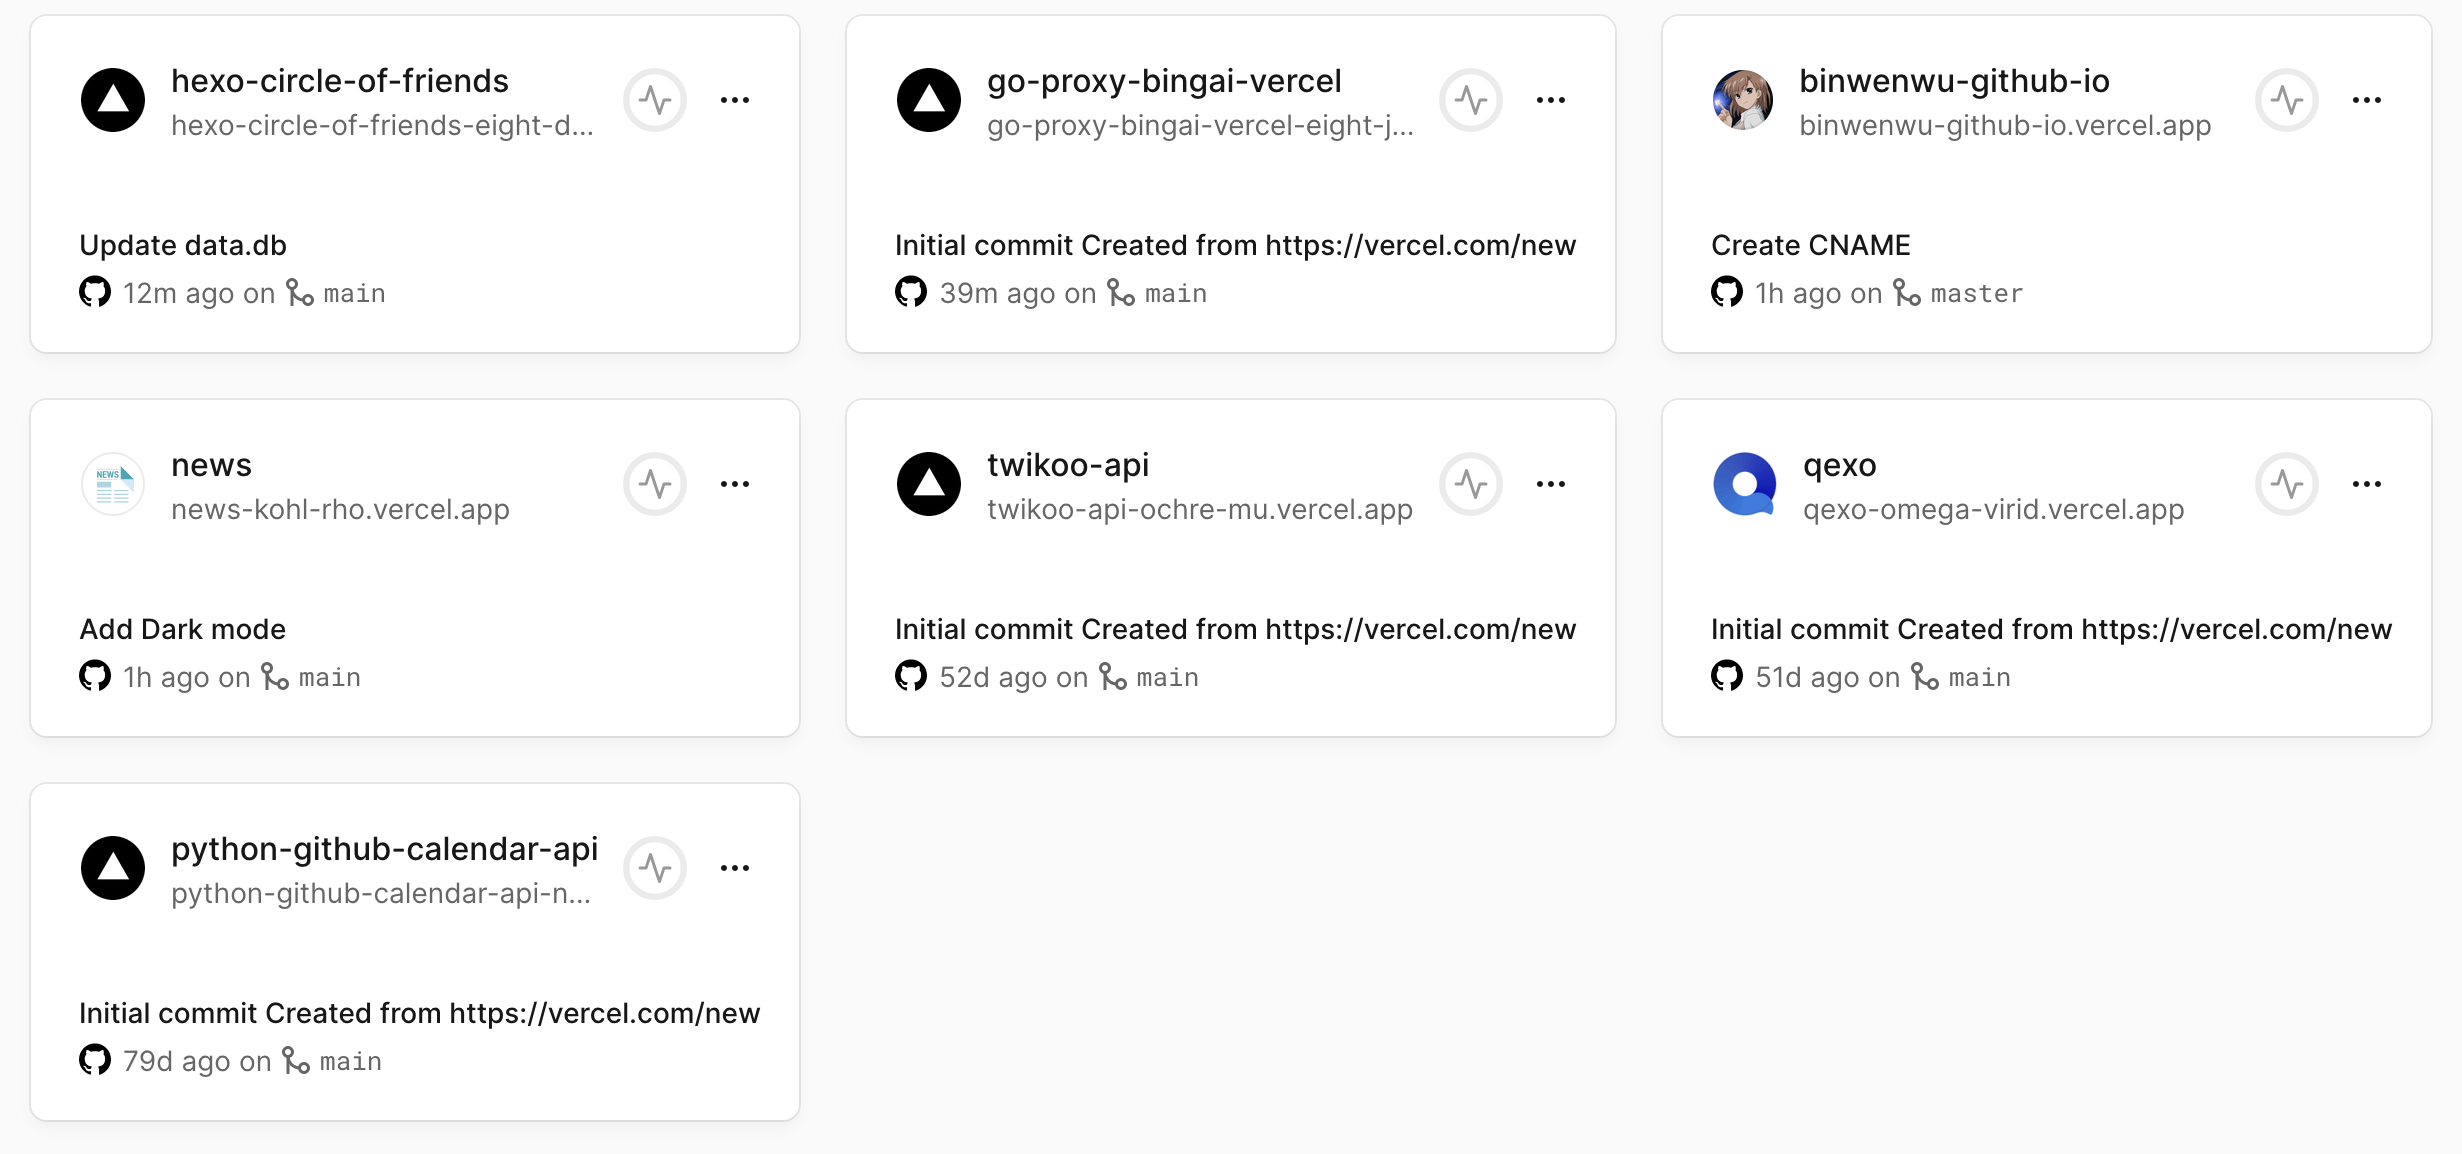 hexo-circle-of-friends
hexo-circle-of-friends-eight-d...
Update data.db
12m ago on main
go-proxy-bingai-vercel
go-proxy-bingai-vercel-eight-j...
Initial commit Created from https://vercel.com/new
39m ago on main
binwenwu-github-io
binwenwu-github-io.vercel.app
Create CNAME
1h ago on master
NEWS
news
news-kohl-rho.vercel.app
Add Dark mode
1h ago on main
twikoo-api
twikoo-api-ochre-mu.vercel.app
Initial commit Created from https://vercel.com/new
52d ago on main
qexo
qexo-omega-virid.vercel.app
Initial commit Created from https://vercel.com/new
51d ago on main
python-github-calendar-api
python-github-calendar-api-n...
Initial commit Created from https://vercel.com/new
79d ago on main